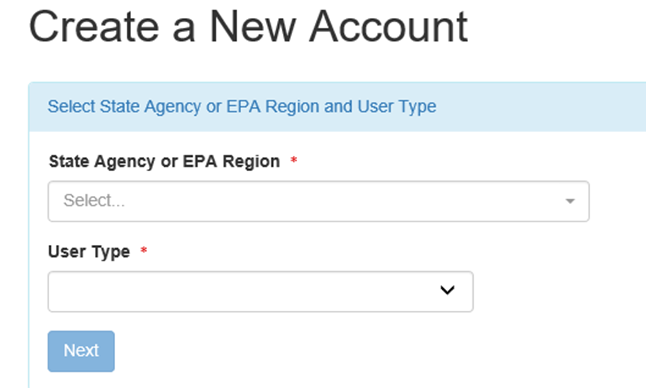 Create a New Account
Select State Agency or EPA Region and User Type
State Agency or EPA Region *
Select...
User Type *
Next